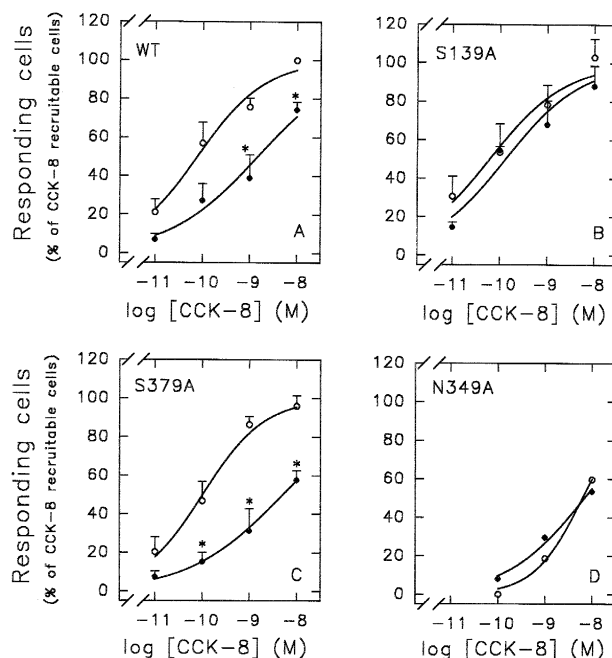 WT
120
100
80
60
40
20
0
*
*
A
-11 -10 -9 -8
log [CCK-8] (M)
Responding cells
(% of CCK-8 recruitable cells)
S139A
120
100
80
60
40
20
0
B
-11 -10 -9 -8
log [CCK-8] (M)
S379A
120
100
80
60
40
20
0
*
*
*
C
-11 -10 -9 -8
log [CCK-8] (M)
Responding cells
(% of CCK-8 recruitable cells)
N349A
120
100
80
60
40
20
0
D
-11 -10 -9 -8
log [CCK-8] (M)